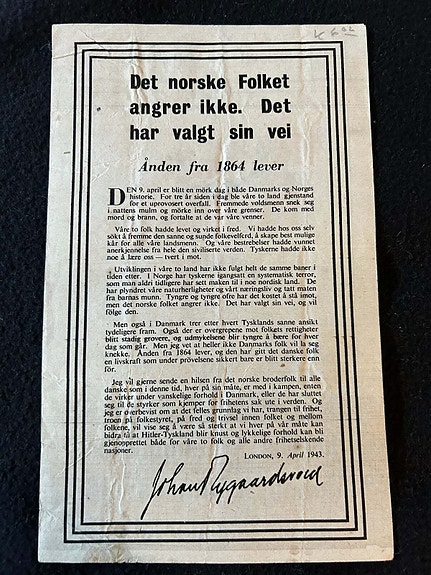 Det norske Folket
angrer ikke. Det
har valgt sin vei
Ånden fra 1864 lever
DEN 9. april er blitt en mörk dag i både Danmarks og Norges
historie. For tre år siden i dag ble våre to land gjenstand
for et uprovosert overfall. Fremmede voldsmenn snek seg
i nattens mulm og mörke inn over våre grenser. De kom med
mord og brann, og fortalte at de var våre venner.
Våre to folk hadde levet og virket i fred. Vi hadde hos oss selv
sökt å fremme den sanne og sunde folkevelferd, å skape best mulige
kår for alle våre landsmenn. Og våre bestrebelser hadde vunnet
anerkjennelse fra hele den siviliserte verden. Tyskerne hadde ikke
noe å lære oss — tvert i mot.
Utviklingen i våre to land har ikke fulgt helt de samme baner i
tiden etter. I Norge har tyskerne igangsatt en systematisk terror,
som man aldri tidligere har sett maken til i noe nordisk land. De
har plyndret våre naturherligheter og vårt næringsliv og tatt maten
fra barnas munn. Tyngre og tyngre ofre har det kostet å stå imot,
men det norske folket angrer ikke. Det har valgt sin vei, og vil
fölge den.
Men også i Danmark trer etter hvert Tysklands sanne ansikt
tydeligere fram. Også der er overgrepene mot folkets rettigheter
blitt stadig grovere, og udmykelsene blir tyngre å bære for hver
dag som går. Men jeg vet at heller ikke Danmarks folk vil la seg
knekke. Ånden fra 1864 lever, og den har gitt det danske folk
en livskraft som under prövelsene sikkert bare er blitt sterkere enn
för.
Jeg vil gjerne sende en hilsen fra det norske broderfolk til alle
danske som i denne tid, hver på sin måte, er med i kampen, enten
de virker under vanskelige forhold i Danmark, eller de har sluttet
seg til de styrker som kjemper for frihetens sak ute i verden. Og
jeg er overbevist om at det felles grunnlag vi har, trangen til frihet,
troen på folkestyret, på fred og trivsel innen folket og mellom
folkene, vil vise seg å være så sterkt at vi hver på vår måte kan
bidra til at Hitler-Tyskland blir knust og lykkelige forhold kan bli
gjenopprettet både for våre to folk og alle andre frihetselskende
nasjoner.
LONDON, 9. April 1943.
Johan Nygaardsvold